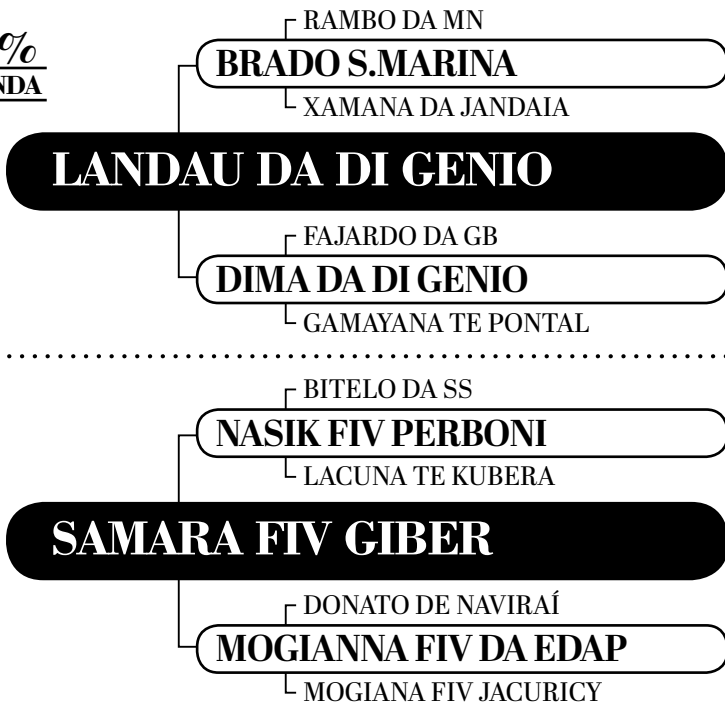 RAMBO DA MN
%
BRADO S.MARINA
XAMANA DA JANDAIA
LANDAU DA DI GENIO
FAJARDO DA GB
DIMA DA DI GENIO
GAMAYANA TE PONTAL
BITELO DA SS
NASIK FIV PERBONI
LACUNA TE KUBERA
SAMARA FIV GIBER
DONATO DE NAVIRAÍ
MOGIANNA FIV DA EDAP
MOGIANA FIV JACURICY